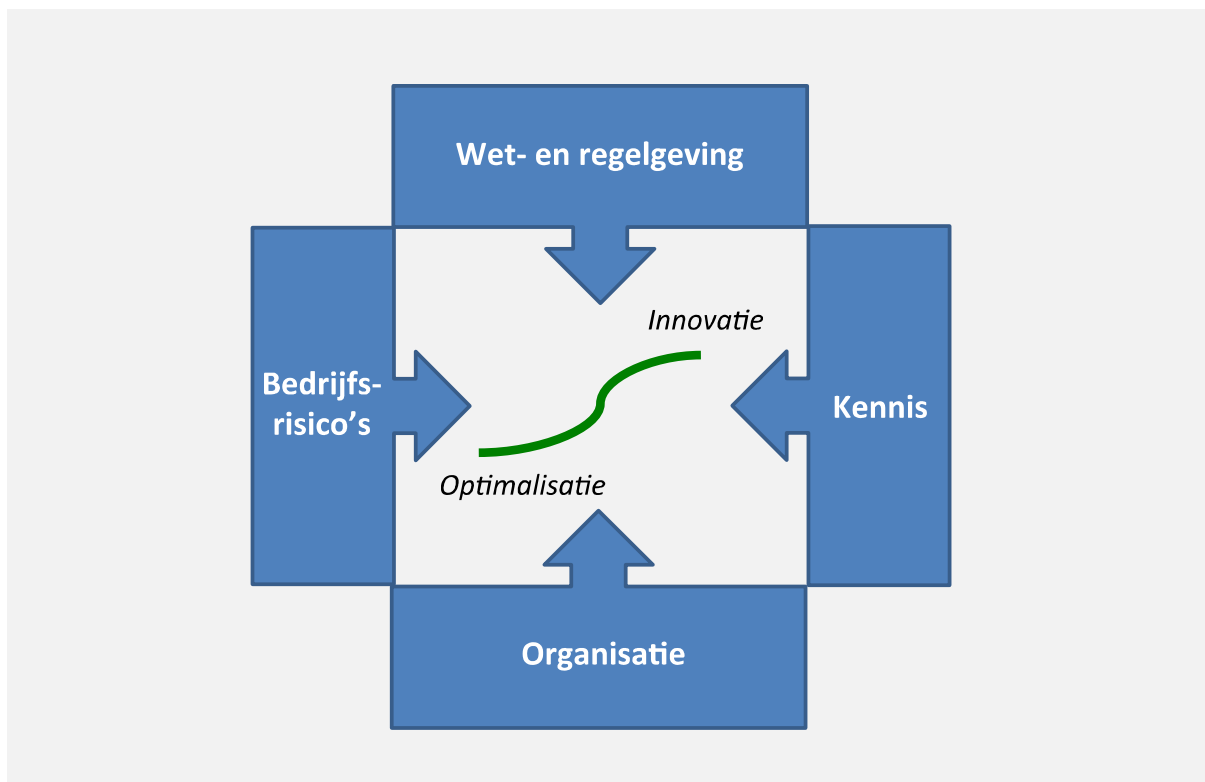 Wet- en regelgeving
Innovatie
Bedrijfs-
risico’s
Kennis
Optimalisatie
Organisatie